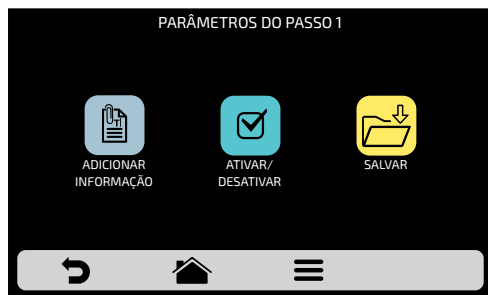 PARÂMETROS DO PASSO 1
ADICIONAR
INFORMAÇÃO
ATIVAR/
DESATIVAR
SALVAR